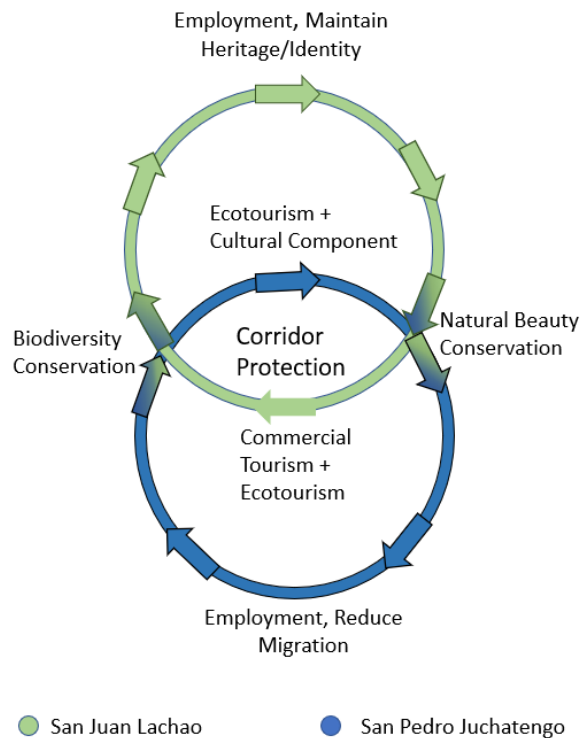 Employment, Maintain
Heritage/Identity
Ecotourism +
Cultural Component
Biodiversity
Conservation
Corridor
Protection
Natural Beauty
Conservation
Commercial
Tourism +
Ecotourism
Employment, Reduce
Migration
San Juan Lachao
San Pedro Juchatengo